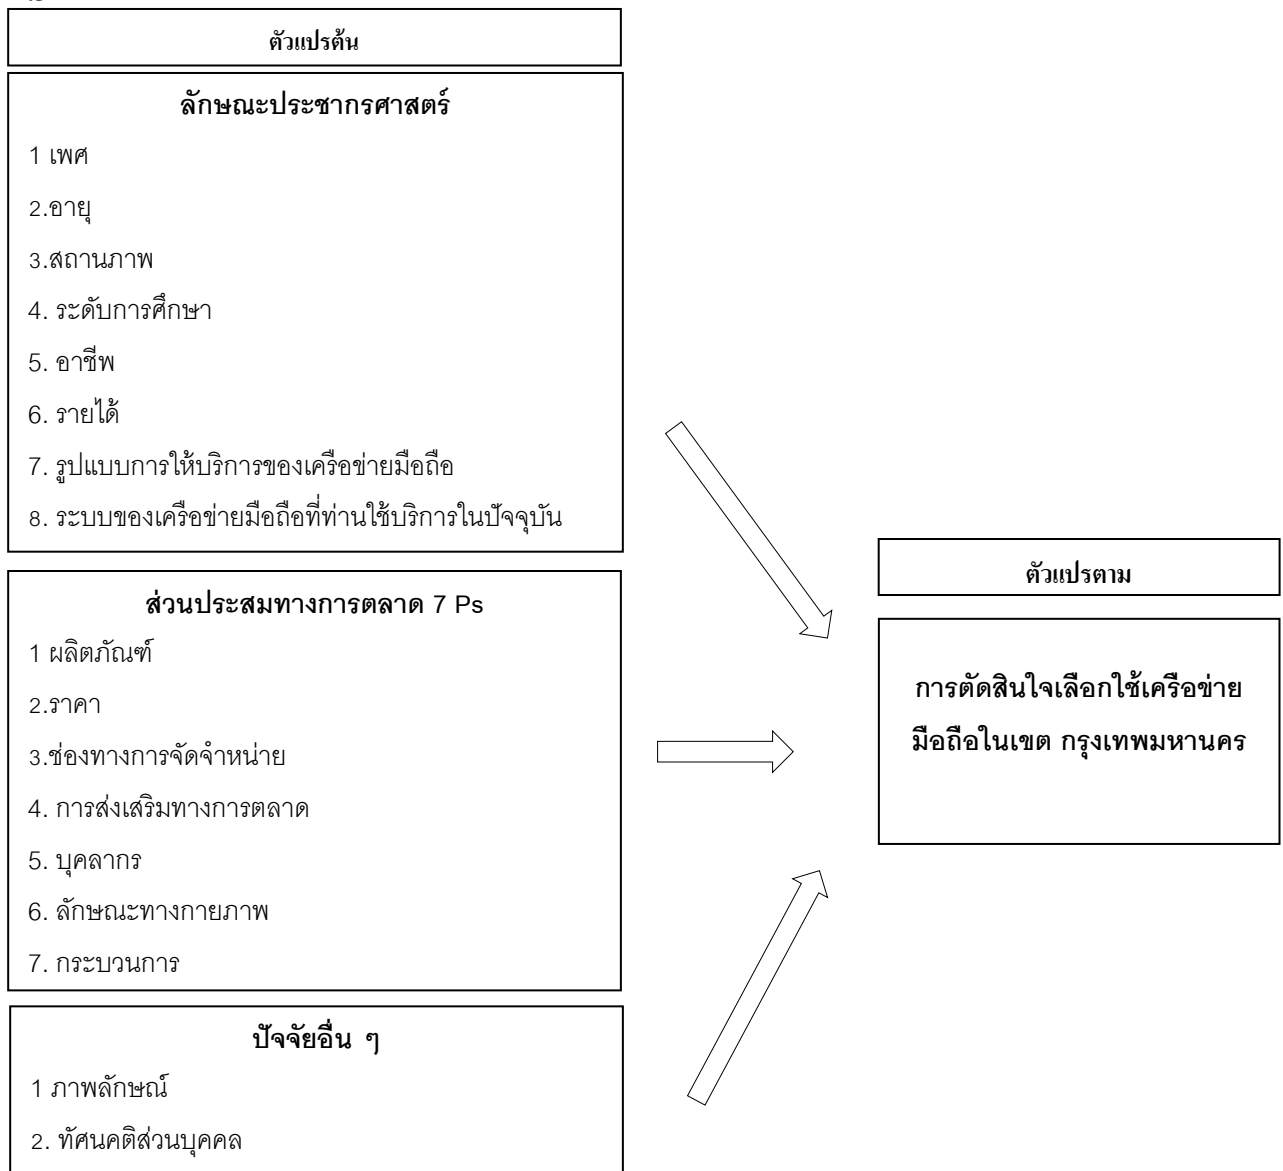 ตัวแปรต้น
ลักษณะประชากรศาสตร์
1 เพศ
2.อายุ
3.สถานภาพ
4. ระดับการศึกษา
5. อาชีพ
6. รายได้
7. รูปแบบการให้บริการของเครือข่ายมือถือ
8. ระบบของเครือข่ายมือถือที่ท่านใช้บริการในปัจจุบัน
ส่วนประสมทางการตลาด 7 Ps
1 ผลิตภัณฑ์
2.ราคา
3.ช่องทางการจัดจำหน่าย
4. การส่งเสริมทางการตลาด
5. บุคลากร
6. ลักษณะทางกายภาพ
7. กระบวนการ
ปัจจัยอื่น ๆ
1 ภาพลักษณ์
2. ทัศนคติส่วนบุคคล
ตัวแปรตาม
การตัดสินใจเลือกใช้เครือข่าย
มือถือในเขต กรุงเทพมหานคร